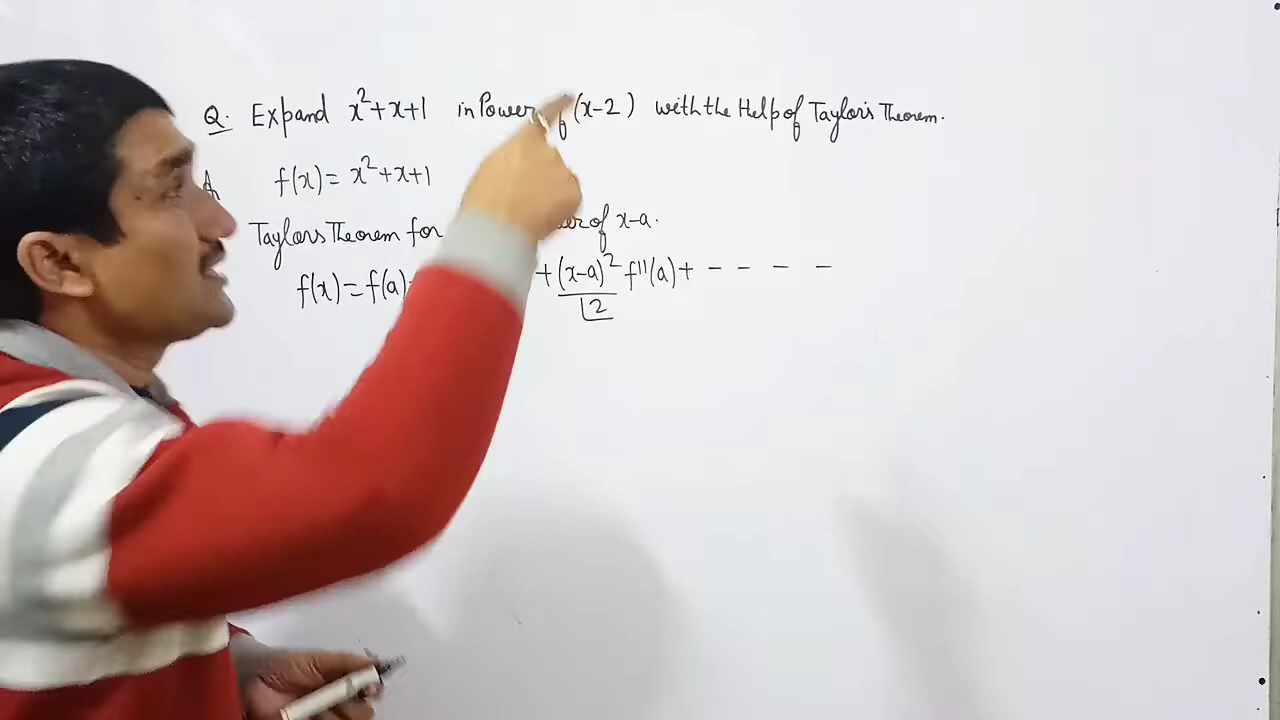 Q. Expand x²+x+1 in Power (x-2) with the Help of Taylor's Theorem.
f(x) = x²+x+1
Taylors Theorem for of x-a.
f(x) = f(a) + (x-a)²/⌊2 f''(a) + - - - -